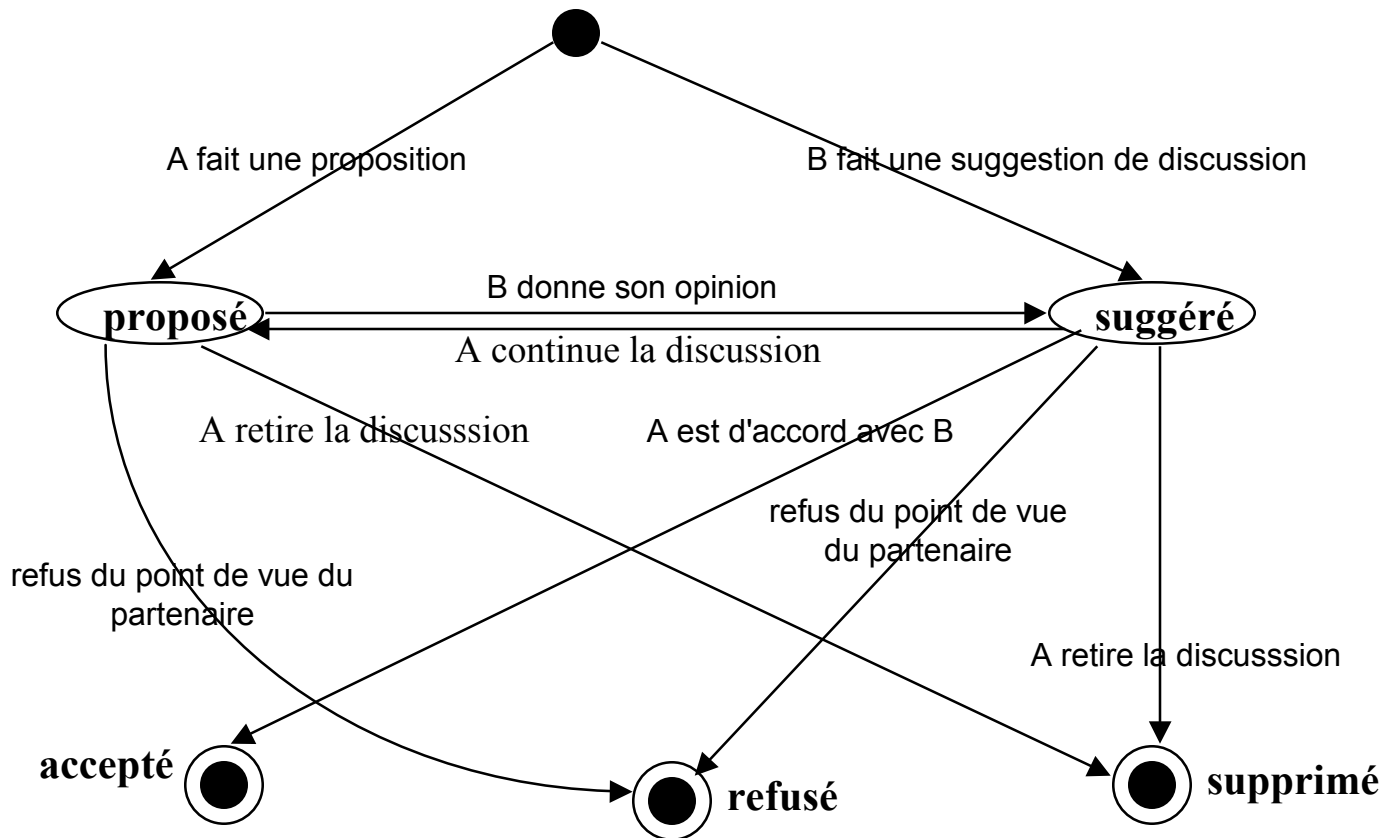 A fait une proposition
B fait une suggestion de discussion
B donne son opinion
proposé
suggéré
A continue la discussion
A retire la discusssion
A est d'accord avec B
refus du point de vue
du partenaire
refus du point de vue du
partenaire
A retire la discusssion
accepté
refusé
supprimé